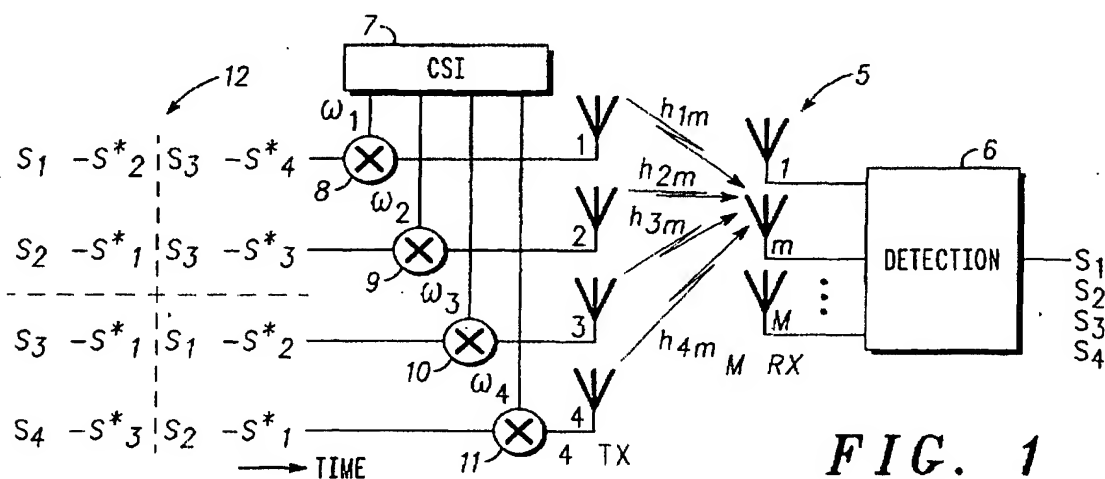 7
CSI
12
5
ω1
h1m
S1 -S*2 S3 -S*4
1
1
6
8
ω2
h2m
h3m
S2 -S*1 S3 -S*3
2
m
DETECTION
S1
S2
S3
S4
9
ω3
S3 -S*1 S1 -S*2
3
M
10
ω4
h4m
M RX
S4 -S*3 S2 -S*1
4
11
4 TX
TIME
FIG. 1